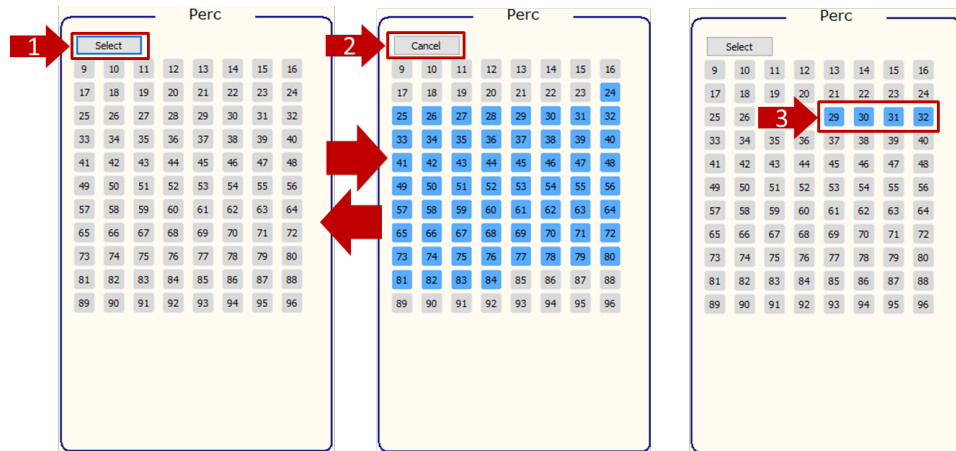 Perc
1
Select
9 10 11 12 13 14 15 16
17 18 19 20 21 22 23 24
25 26 27 28 29 30 31 32
33 34 35 36 37 38 39 40
41 42 43 44 45 46 47 48
49 50 51 52 53 54 55 56
57 58 59 60 61 62 63 64
65 66 67 68 69 70 71 72
73 74 75 76 77 78 79 80
81 82 83 84 85 86 87 88
89 90 91 92 93 94 95 96
Perc
2
Cancel
9 10 11 12 13 14 15 16
17 18 19 20 21 22 23 24
25 26 27 28 29 30 31 32
33 34 35 36 37 38 39 40
41 42 43 44 45 46 47 48
49 50 51 52 53 54 55 56
57 58 59 60 61 62 63 64
65 66 67 68 69 70 71 72
73 74 75 76 77 78 79 80
81 82 83 84 85 86 87 88
89 90 91 92 93 94 95 96
Perc
Select
9 10 11 12 13 14 15 16
17 18 19 20 21 22 23 24
25 26 3 29 30 31 32
33 34 35 36 37 38 39 40
41 42 43 44 45 46 47 48
49 50 51 52 53 54 55 56
57 58 59 60 61 62 63 64
65 66 67 68 69 70 71 72
73 74 75 76 77 78 79 80
81 82 83 84 85 86 87 88
89 90 91 92 93 94 95 96